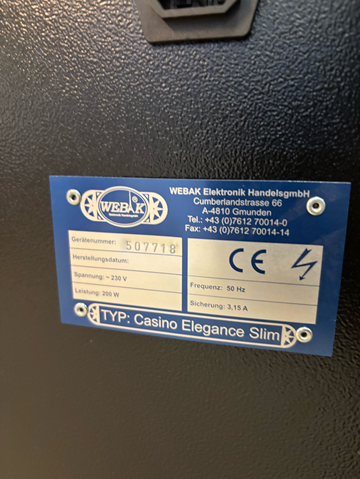 WEBAK
Elektronik HandelsgmbH
WEBAK Elektronik HandelsgmbH
Cumberlandstrasse 66
A-4810 Gmunden
Tel.: +43 (0)7612 70014-0
Fax: +43 (0)7612 70014-14
Gerätenummer: 507718
Herstellungsdatum:
Spannung: ~ 230 V
Leistung: 200 W
CE
Frequenz: 50 Hz
Sicherung: 3,15 A
TYP: Casino Elegance Slim